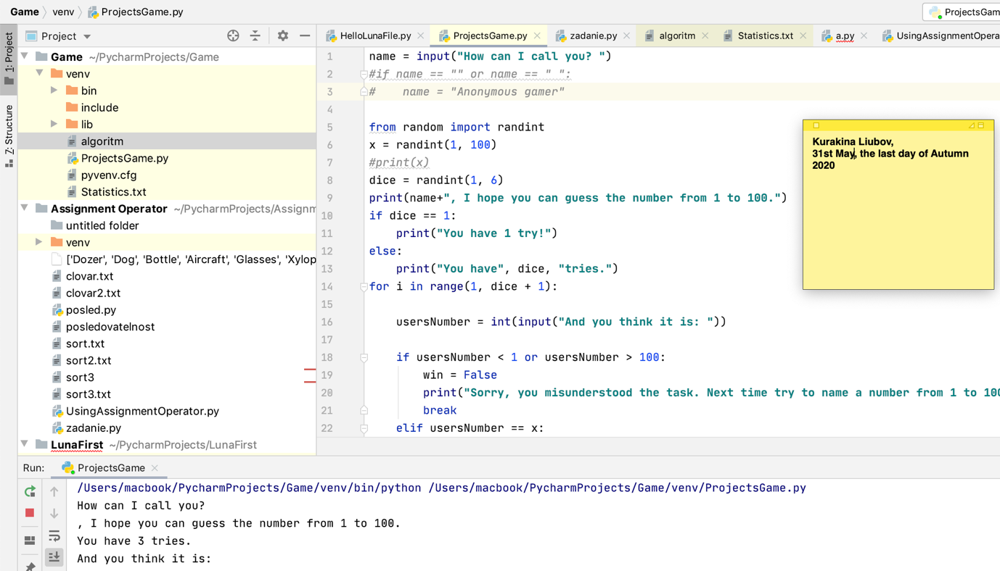 Game venv ProjectsGame.py
ProjectsGam
Project
HelloLunaFile.py ProjectsGame.py zadanie.py algoritm Statistics.txt a.py UsingAssignmentOpera
1: Project
7: Structure
Game ~/PycharmProjects/Game
venv
bin
include
lib
algoritm
ProjectsGame.py
pyvenv.cfg
Statistics.txt
Assignment Operator ~/PycharmProjects/Assignm
untitled folder
venv
['Dozer', 'Dog', 'Bottle', 'Aircraft', 'Glasses', 'Xylop
clovar.txt
clovar2.txt
posled.py
posledovatelnost
sort.txt
sort2.txt
sort3
sort3.txt
UsingAssignmentOperator.py
zadanie.py
LunaFirst ~/PycharmProjects/LunaFirst
1 name = input("How can I call you? ")
2 #if name == "" or name == " ":
3 #    name = "Anonymous gamer"
4
5 from random import randint
6 x = randint(1, 100)
7 #print(x)
8 dice = randint(1, 6)
9 print(name+", I hope you can guess the number from 1 to 100.")
10 if dice == 1:
11     print("You have 1 try!")
12 else:
13     print("You have", dice, "tries.")
14 for i in range(1, dice + 1):
15
16     usersNumber = int(input("And you think it is: "))
17
18     if usersNumber < 1 or usersNumber > 100:
19         win = False
20         print("Sorry, you misunderstood the task. Next time try to name a number from 1 to 100
21         break
22     elif usersNumber == x:
Kurakina Liubov,
31st May, the last day of Autumn
2020
Run: ProjectsGame
/Users/macbook/PycharmProjects/Game/venv/bin/python /Users/macbook/PycharmProjects/Game/venv/ProjectsGame.py
How can I call you?
, I hope you can guess the number from 1 to 100.
You have 3 tries.
And you think it is: